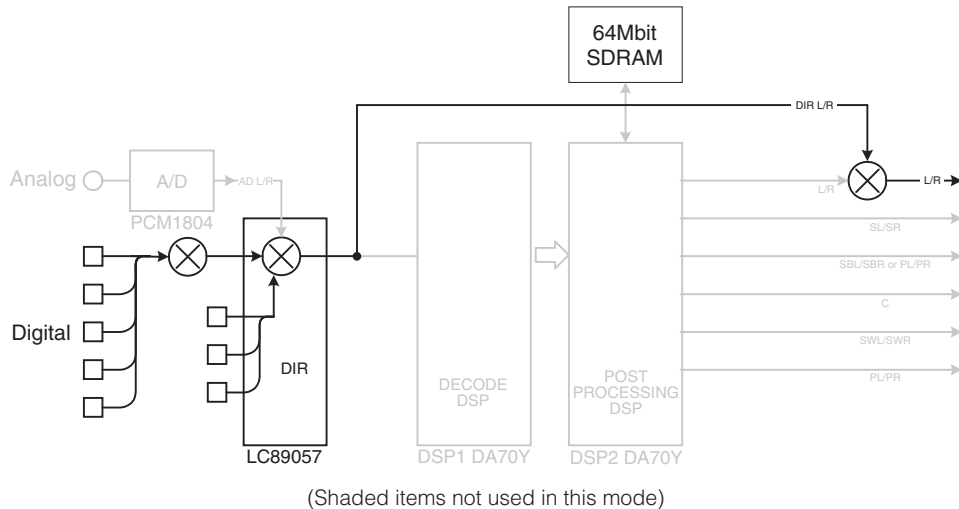 64Mbit
SDRAM
DIR L/R
Analog
A/D
AD L/R
PCM1804
L/R
L/R
SL/SR
SBL/SBR or PL/PR
C
Digital
DIR
SWL/SWR
DECODE
DSP
POST
PROCESSING
DSP
PL/PR
LC89057
DSP1 DA70Y
DSP2 DA70Y
(Shaded items not used in this mode)